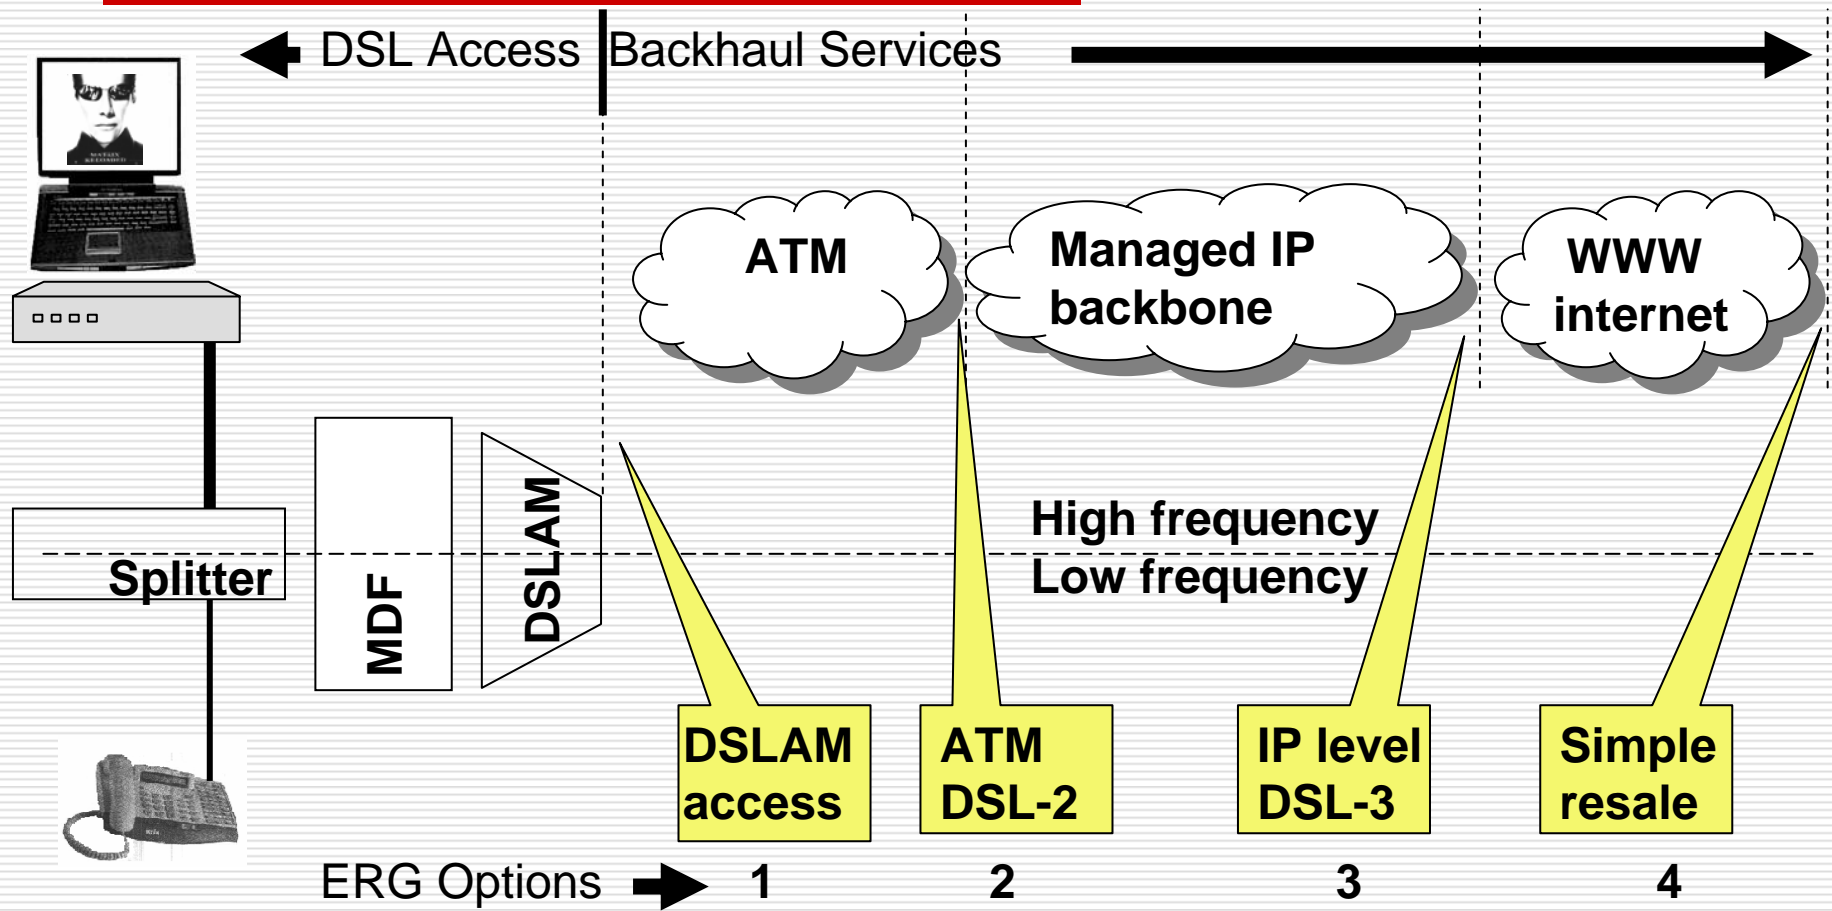 DSL Access
Backhaul Services
ATM
Managed IP
backbone
WWW
internet
High frequency
Low frequency
Splitter
MDF
DSLAM
DSLAM
access
ATM
DSL-2
IP level
DSL-3
Simple
resale
ERG Options
1
2
3
4